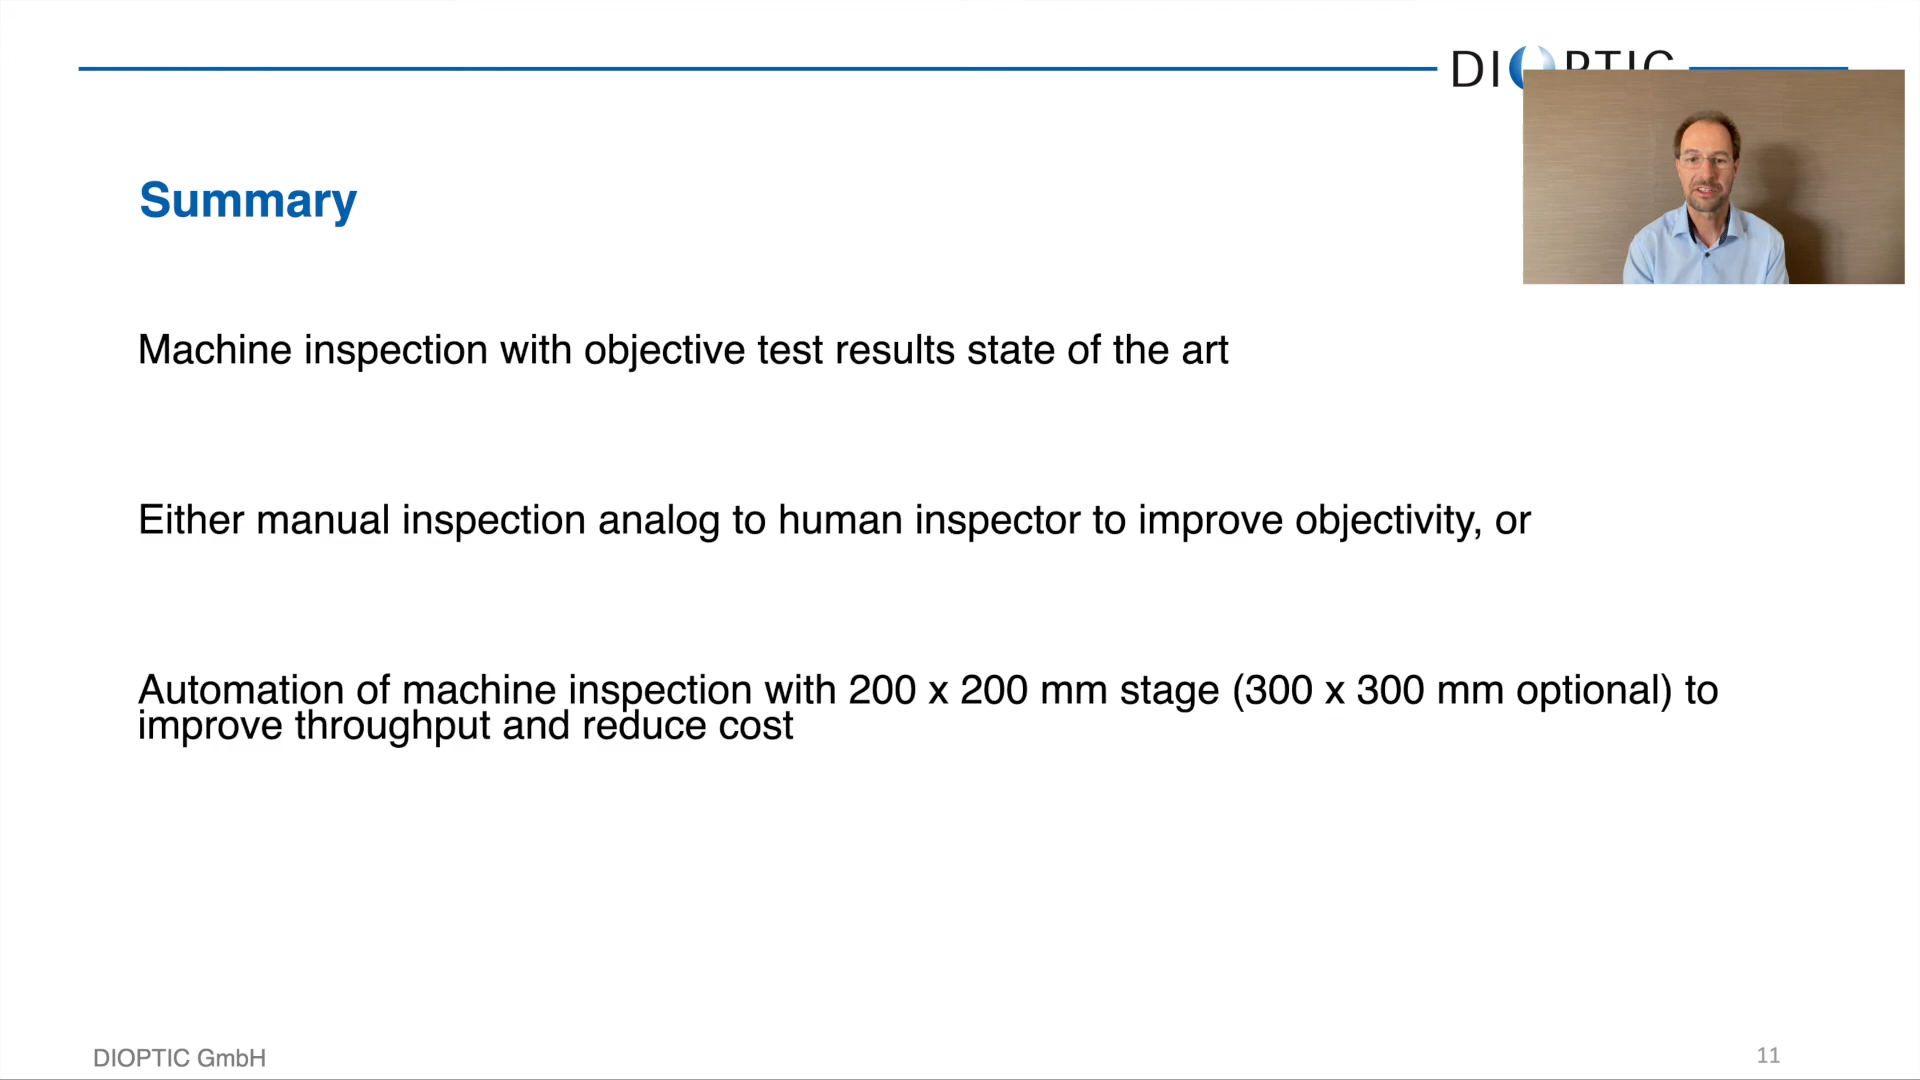 DIOPTIC
Summary
Machine inspection with objective test results state of the art
Either manual inspection analog to human inspector to improve objectivity, or
Automation of machine inspection with 200 x 200 mm stage (300 x 300 mm optional) to
improve throughput and reduce cost
DIOPTIC GmbH
11